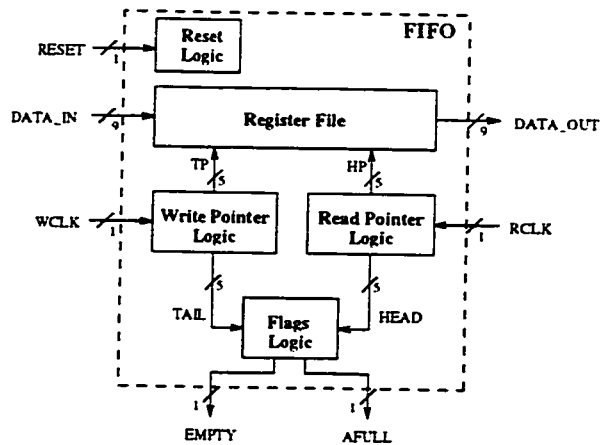 FIFO
Reset
Logic
RESET
1
DATA_IN
9
Register File
9
DATA_OUT
TP
5
HP
5
WCLK
1
Write Pointer
Logic
Read Pointer
Logic
1
RCLK
5
5
TAIL
HEAD
Flags
Logic
1
1
EMPTY
AFULL